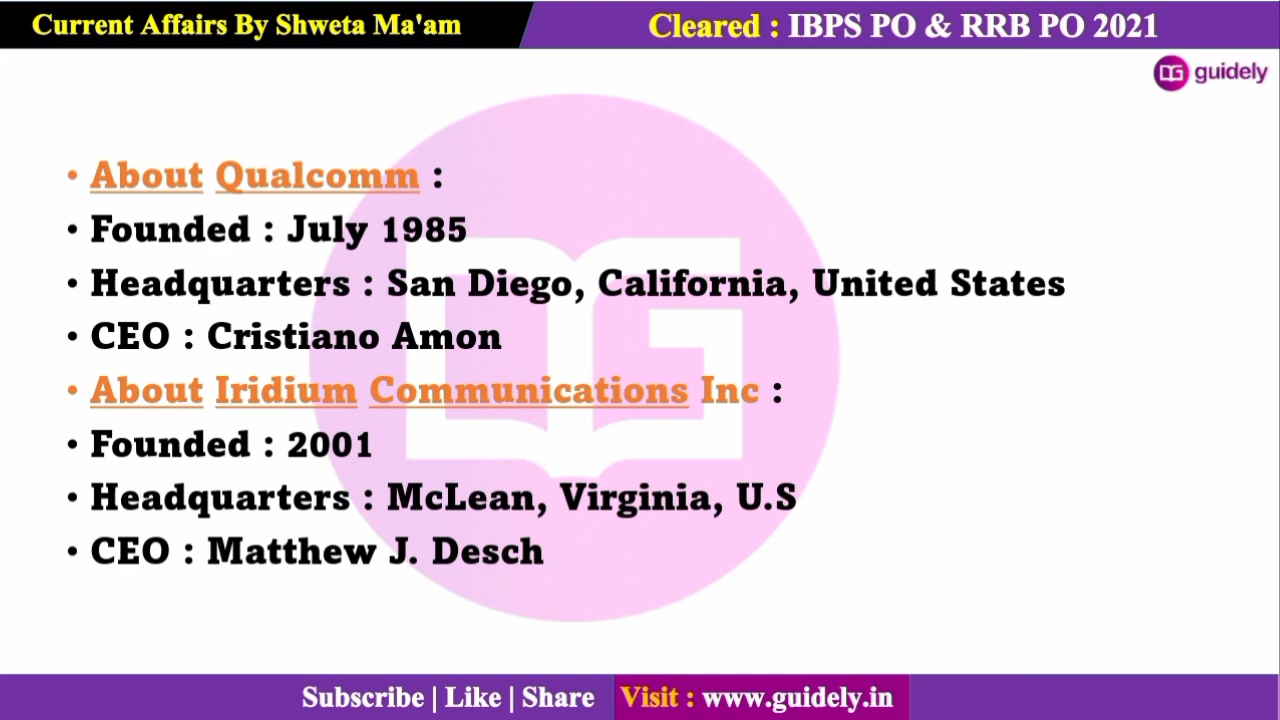 Current Affairs By Shweta Ma'am
Cleared : IBPS PO & RRB PO 2021
DG guidely
• About Qualcomm :
• Founded : July 1985
• Headquarters : San Diego, California, United States
• CEO : Cristiano Amon
• About Iridium Communications Inc :
• Founded : 2001
• Headquarters : McLean, Virginia, U.S
• CEO : Matthew J. Desch
Subscribe | Like | Share Visit : www.guidely.in